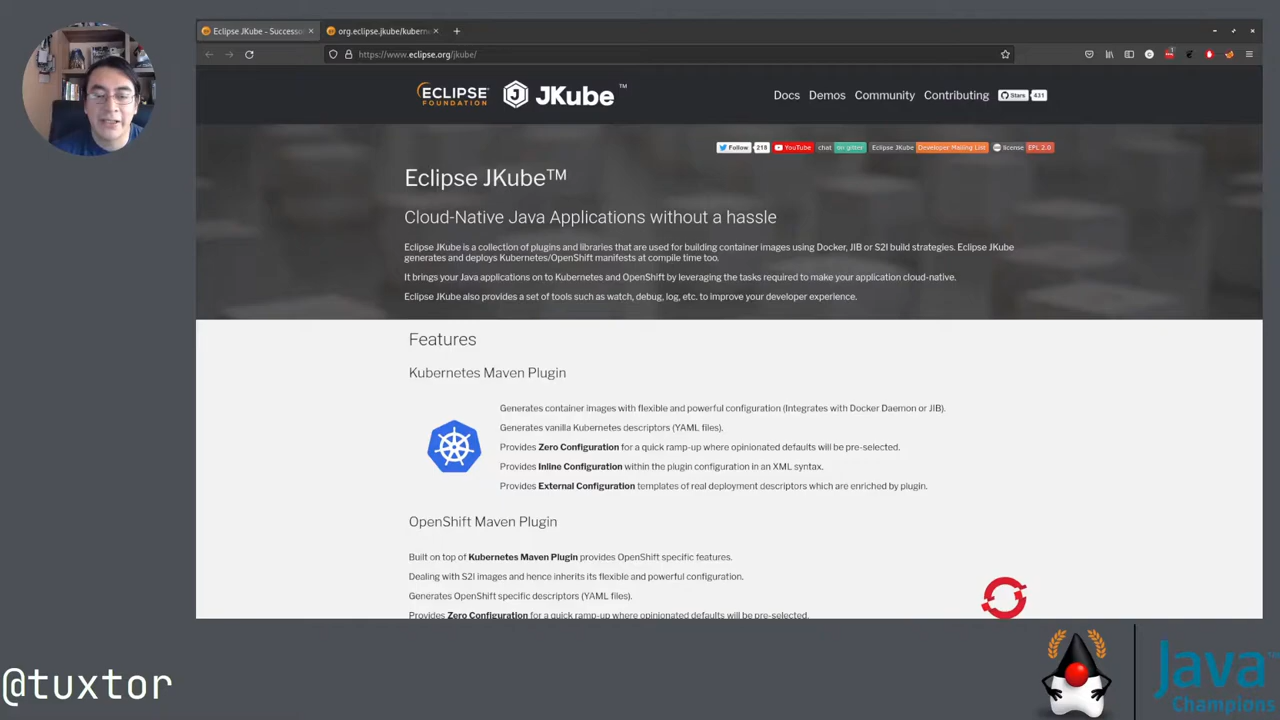 Eclipse JKube - Successo
org.eclipse.jkube/kubern
https://www.eclipse.org/jkube/
ECLIPSE FOUNDATION
JKube™
Docs Demos Community Contributing Stars 431
Follow 218 YouTube chat on gitter Eclipse JKube Developer Mailing List license EPL 2.0
Eclipse JKube™
Cloud-Native Java Applications without a hassle
Eclipse JKube is a collection of plugins and libraries that are used for building container images using Docker, JIB or S2I build strategies. Eclipse JKube
generates and deploys Kubernetes/OpenShift manifests at compile time too.
It brings your Java applications on to Kubernetes and OpenShift by leveraging the tasks required to make your application cloud-native.
Eclipse JKube also provides a set of tools such as watch, debug, log, etc. to improve your developer experience.
Features
Kubernetes Maven Plugin
Generates container images with flexible and powerful configuration (Integrates with Docker Daemon or JIB).
Generates vanilla Kubernetes descriptors (YAML files).
Provides Zero Configuration for a quick ramp-up where opinionated defaults will be pre-selected.
Provides Inline Configuration within the plugin configuration in an XML syntax.
Provides External Configuration templates of real deployment descriptors which are enriched by plugin.
OpenShift Maven Plugin
Built on top of Kubernetes Maven Plugin provides OpenShift specific features.
Dealing with S2I images and hence inherits its flexible and powerful configuration.
Generates OpenShift specific descriptors (YAML files).
Provides Zero Configuration for a quick ramp-up where opinionated defaults will be pre-selected.
@tuxtor
Java
Champions